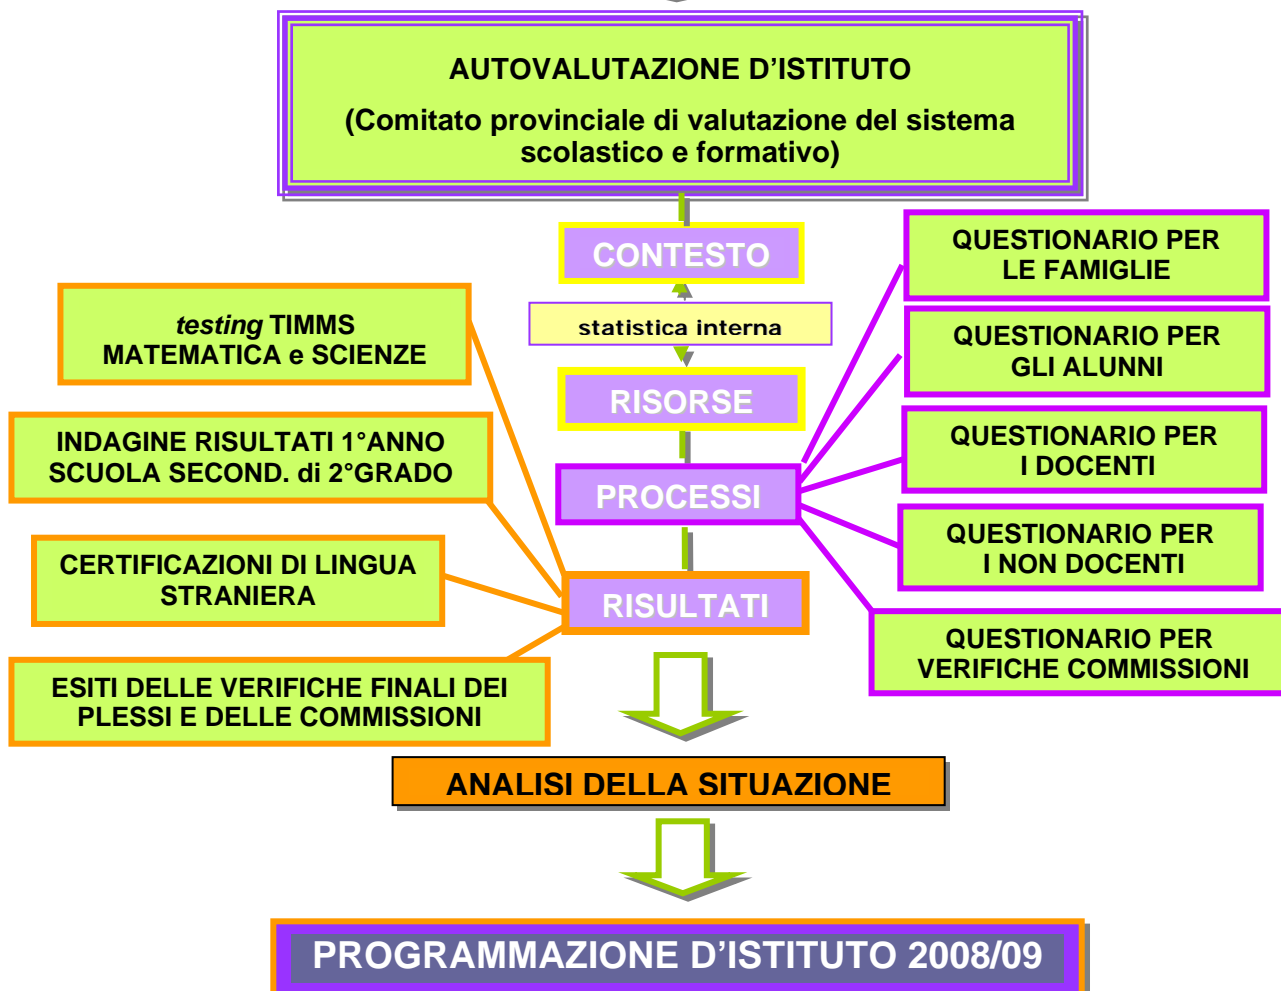 AUTOVALUTAZIONE D'ISTITUTO
(Comitato provinciale di valutazione del sistema
scolastico e formativo)
CONTESTO
statistica interna
RISORSE
PROCESSI
RISULTATI
testing TIMMS
MATEMATICA e SCIENZE
INDAGINE RISULTATI 1°ANNO
SCUOLA SECOND. di 2°GRADO
CERTIFICAZIONI DI LINGUA
STRANIERA
ESITI DELLE VERIFICHE FINALI DEI
PLESSI E DELLE COMMISSIONI
QUESTIONARIO PER
LE FAMIGLIE
QUESTIONARIO PER
GLI ALUNNI
QUESTIONARIO PER
I DOCENTI
QUESTIONARIO PER
I NON DOCENTI
QUESTIONARIO PER
VERIFICHE COMMISSIONI
ANALISI DELLA SITUAZIONE
PROGRAMMAZIONE D'ISTITUTO 2008/09